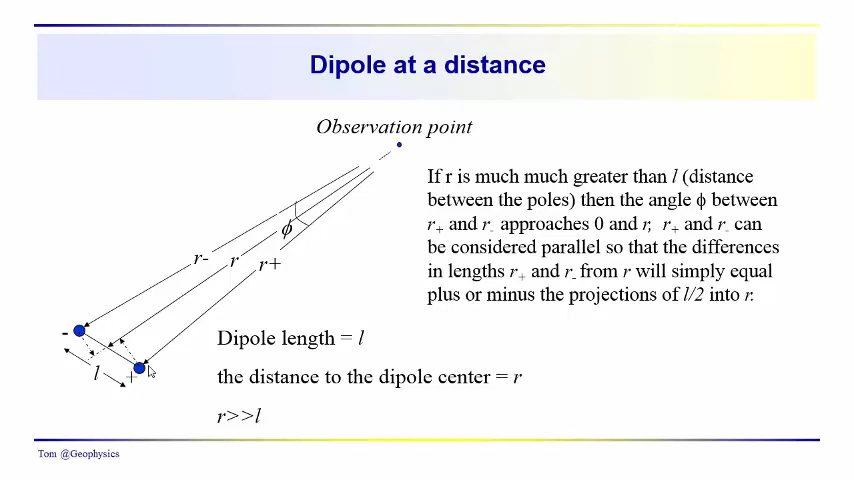 Dipole at a distance
Observation point
If r is much much greater than l (distance
between the poles) then the angle ϕ between
r+ and r- approaches 0 and r, r+ and r- can
be considered parallel so that the differences
in lengths r+ and r- from r will simply equal
plus or minus the projections of l/2 into r.
ϕ
r-
r
r+
-
l
+
Dipole length = l
the distance to the dipole center = r
r>>l
Tom @Geophysics